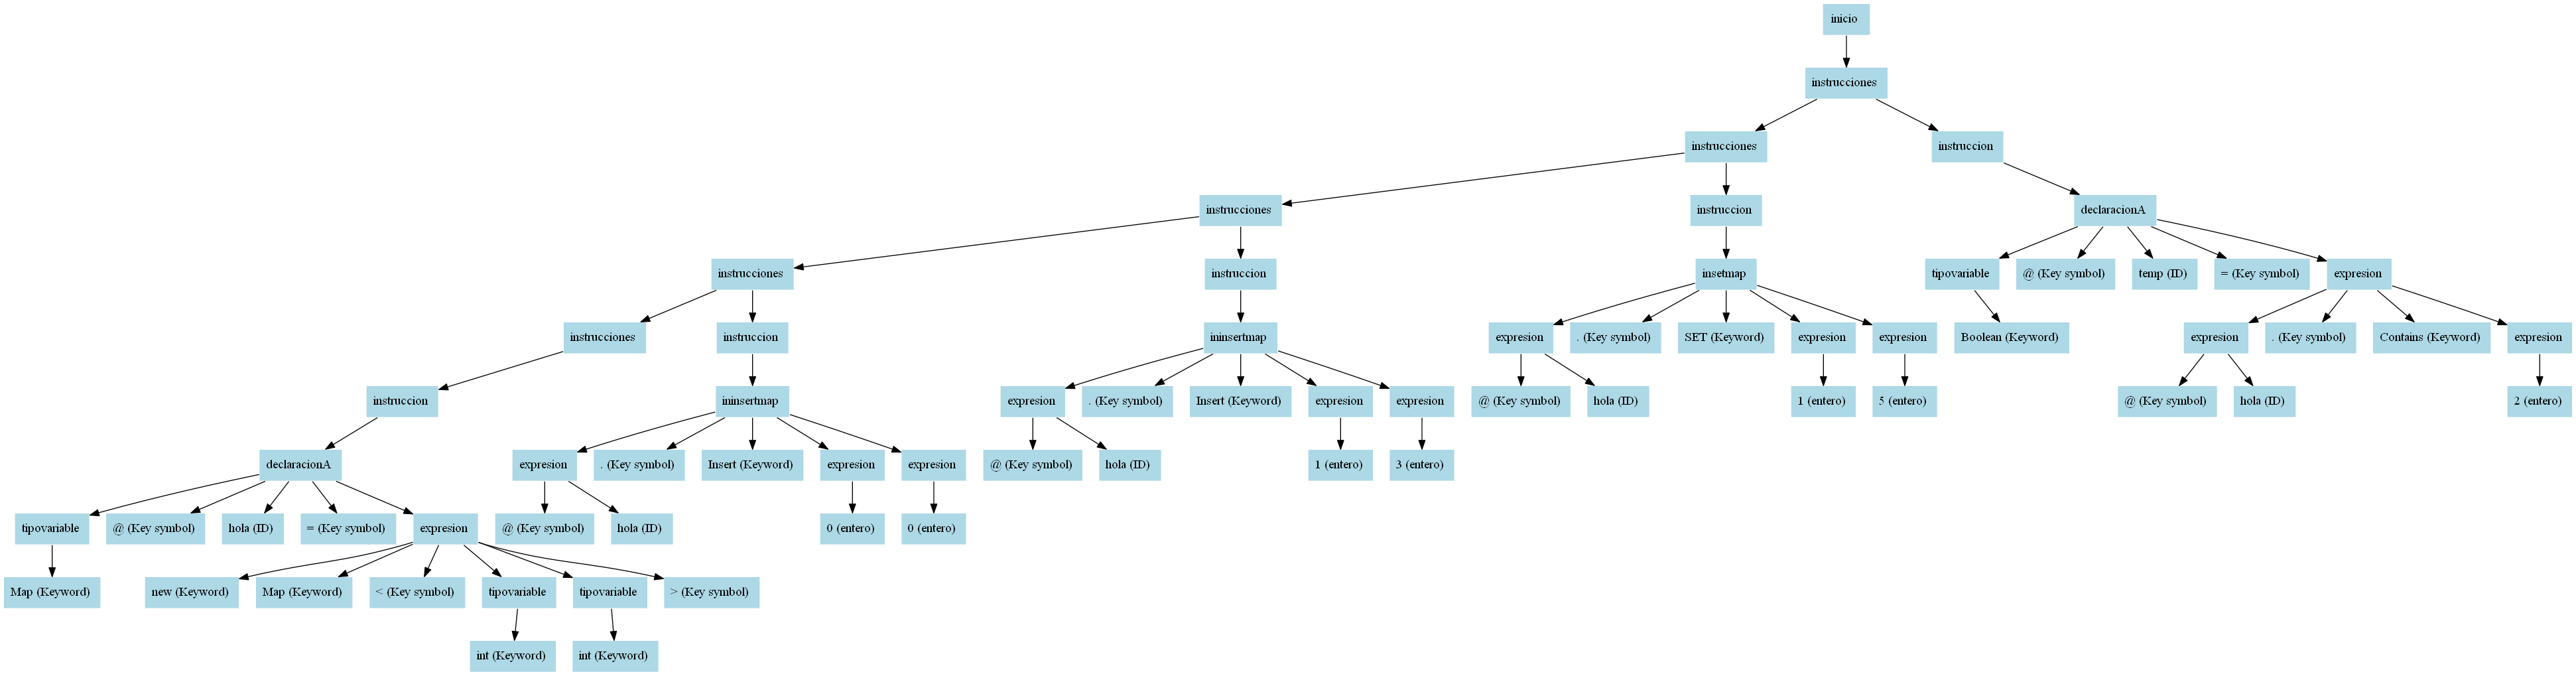 inicio
instrucciones
instrucciones instruccion
instrucciones instruccion declaracionA
instrucciones instruccion insetmap tipovariable @ (Key symbol) temp (ID) = (Key symbol) expresion
instrucciones instruccion ininsertmap expresion . (Key symbol) SET (Keyword) expresion expresion Boolean (Keyword) expresion . (Key symbol) Contains (Keyword) expresion
instruccion ininsertmap expresion . (Key symbol) Insert (Keyword) expresion expresion @ (Key symbol) hola (ID) 1 (entero) 5 (entero) @ (Key symbol) hola (ID) 2 (entero)
declaracionA expresion . (Key symbol) Insert (Keyword) expresion expresion @ (Key symbol) hola (ID) 1 (entero) 3 (entero)
tipovariable @ (Key symbol) hola (ID) = (Key symbol) expresion @ (Key symbol) hola (ID) 0 (entero) 0 (entero)
Map (Keyword) new (Keyword) Map (Keyword) < (Key symbol) tipovariable tipovariable > (Key symbol)
int (Keyword) int (Keyword)